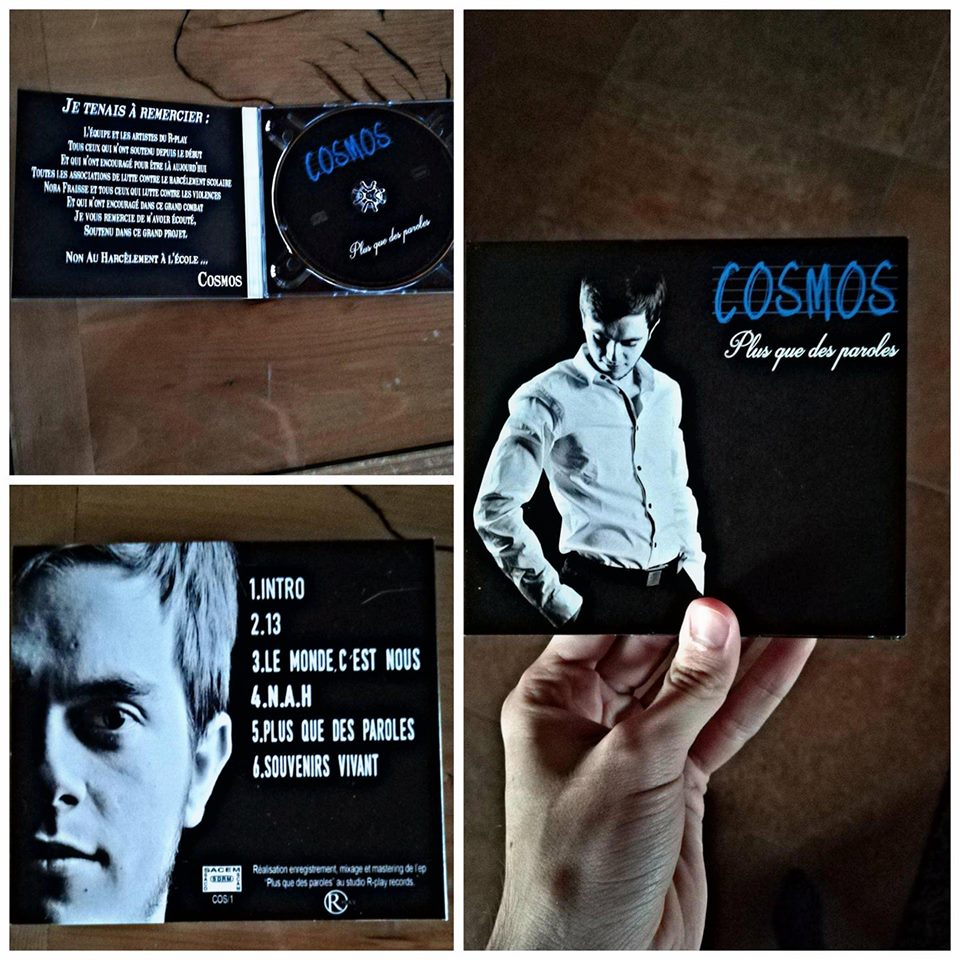 JE TENAIS À REMERCIER :
L'ÉQUIPE ET LES ARTISTES DU R-PLAY
TOUS CEUX QUI M'ONT SOUTENU DEPUIS LE DÉBUT
ET QUI M'ONT ENCOURAGÉ POUR ÊTRE LÀ AUJOURD'HUI
TOUTES LES ASSOCIATIONS DE LUTTE CONTRE LE HARCÈLEMENT SCOLAIRE
NORA FRAISSE ET TOUS CEUX QUI LUTTE CONTRE LES VIOLENCES
ET QUI M'ONT ENCOURAGÉ DANS CE GRAND COMBAT
JE VOUS REMERCIE DE M'AVOIR ÉCOUTÉ,
SOUTENU DANS CE GRAND PROJET.
NON AU HARCÈLEMENT À L'ÉCOLE ...
COSMOS
COSMOS
Plus que des paroles
COSMOS
Plus que des paroles
1.INTRO
2.13
3.LE MONDE,C'EST NOUS
4.N.A.H
5.PLUS QUE DES PAROLES
6.SOUVENIRS VIVANT
SACEM
SDRM
COS/1
Réalisation enregistrement, mixage et mastering de l'ep
"Plus que des paroles" au studio R-play records.
R